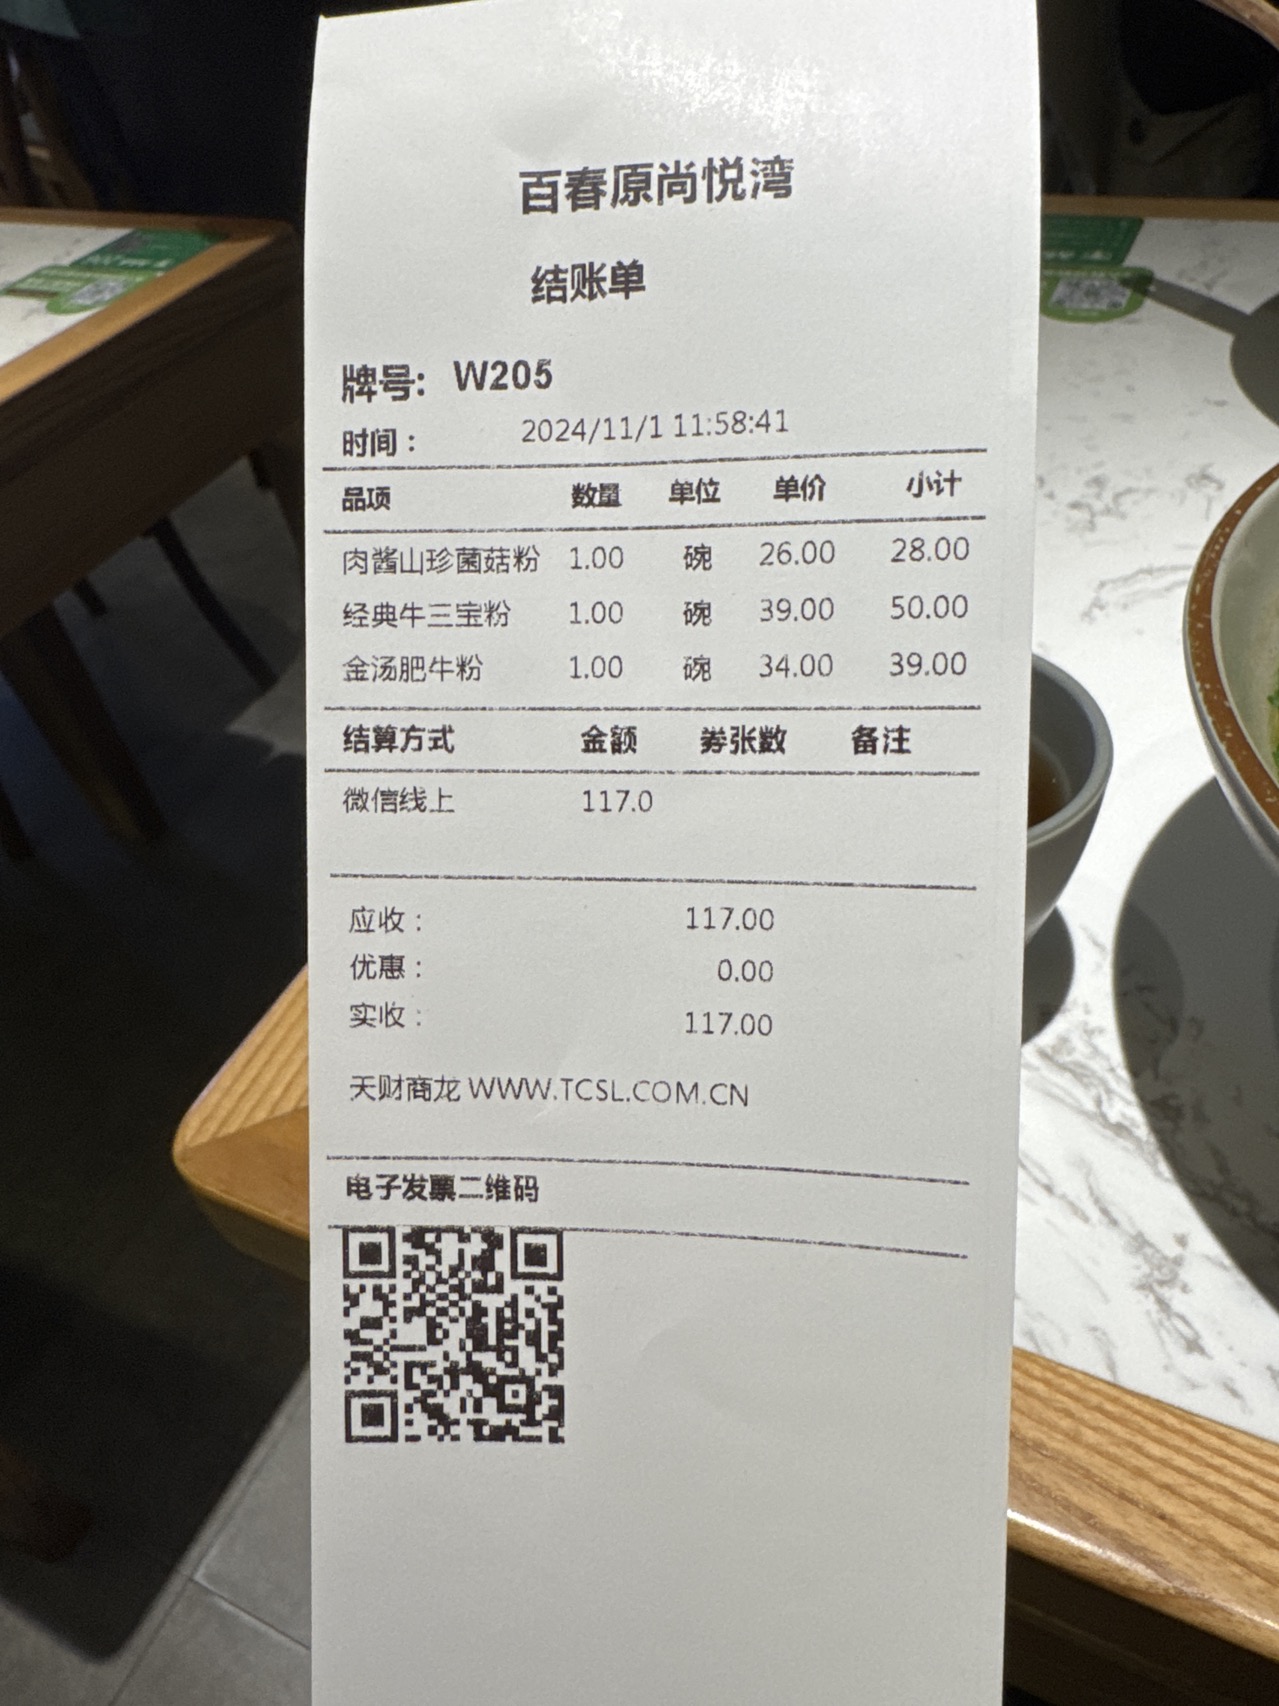 百春原尚悦湾
结账单
牌号: W205
时间: 2024/11/1 11:58:41
品项 数量 单位 单价 小计
肉酱山珍菌菇粉 1.00 碗 26.00 28.00
经典牛三宝粉 1.00 碗 39.00 50.00
金汤肥牛粉 1.00 碗 34.00 39.00
结算方式 金额 券张数 备注
微信线上 117.0
应收: 117.00
优惠: 0.00
实收: 117.00
天财商龙 WWW.TCSL.COM.CN
电子发票二维码